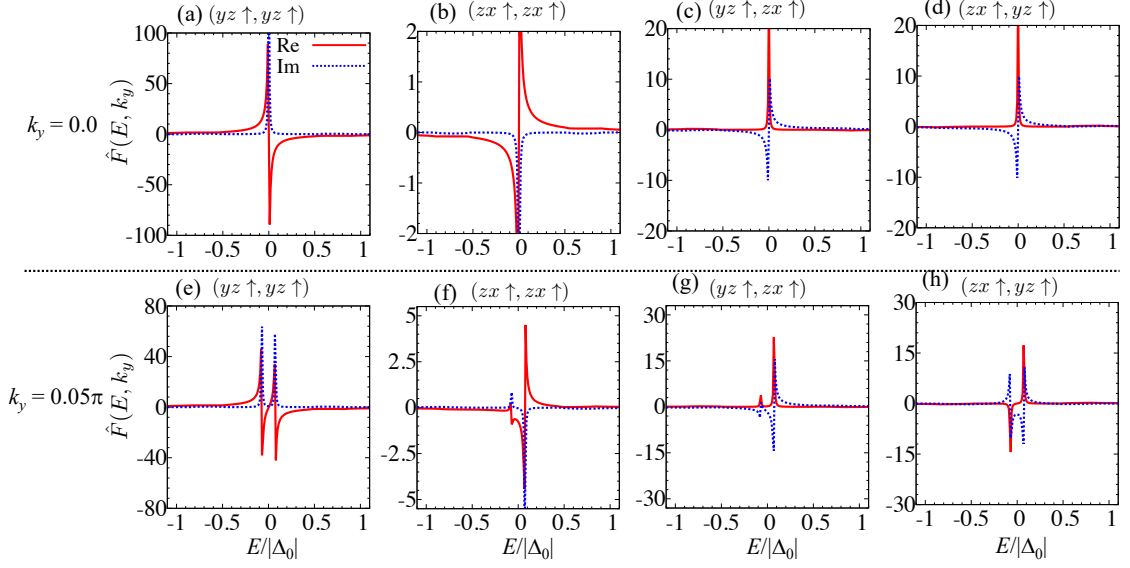 (a) (yz ↑, yz ↑)
(b) (zx ↑, zx ↑)
(c) (yz ↑, zx ↑)
(d) (zx ↑, yz ↑)
k_y = 0.0
F̂(E, k_y)
Re
Im
100
50
0
-50
-100
-1 -0.5 0 0.5 1
2
1
0
-1
-2
-1 -0.5 0 0.5 1
20
10
0
-10
-20
-1 -0.5 0 0.5 1
20
10
0
-10
-20
-1 -0.5 0 0.5 1
(e) (yz ↑, yz ↑)
(f) (zx ↑, zx ↑)
(g) (yz ↑, zx ↑)
(h) (zx ↑, yz ↑)
k_y = 0.05π
F̂(E, k_y)
80
40
0
-40
-80
-1 -0.5 0 0.5 1
E/|Δ₀|
5
2.5
0
-2.5
-5
-1 -0.5 0 0.5 1
E/|Δ₀|
30
15
0
-15
-30
-1 -0.5 0 0.5 1
E/|Δ₀|
30
15
0
-15
-30
-1 -0.5 0 0.5 1
E/|Δ₀|